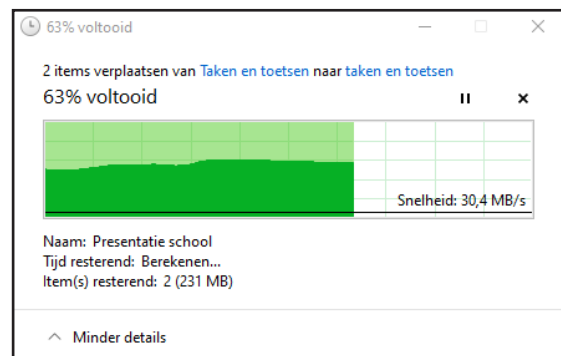 63% voltooid
2 items verplaatsen van Taken en toetsen naar taken en toetsen
63% voltooid
Snelheid: 30,4 MB/s
Naam: Presentatie school
Tijd resterend: Berekenen...
Item(s) resterend: 2 (231 MB)
Minder details